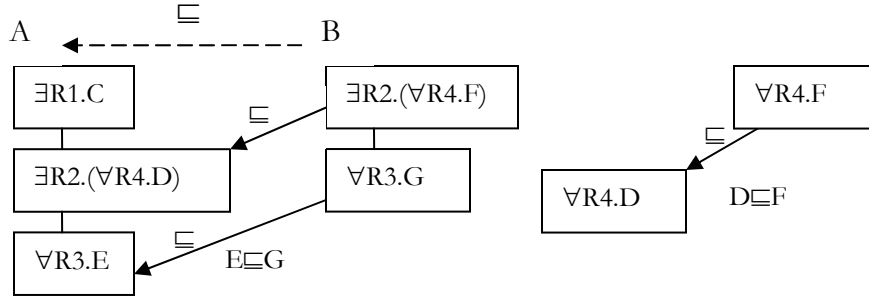 ⊑
A B
∃R1.C
∃R2.(∀R4.F)
⊑
∃R2.(∀R4.D)
∀R3.G
⊑
∀R3.E
E⊑G
∀R4.F
⊑
∀R4.D
D⊑F